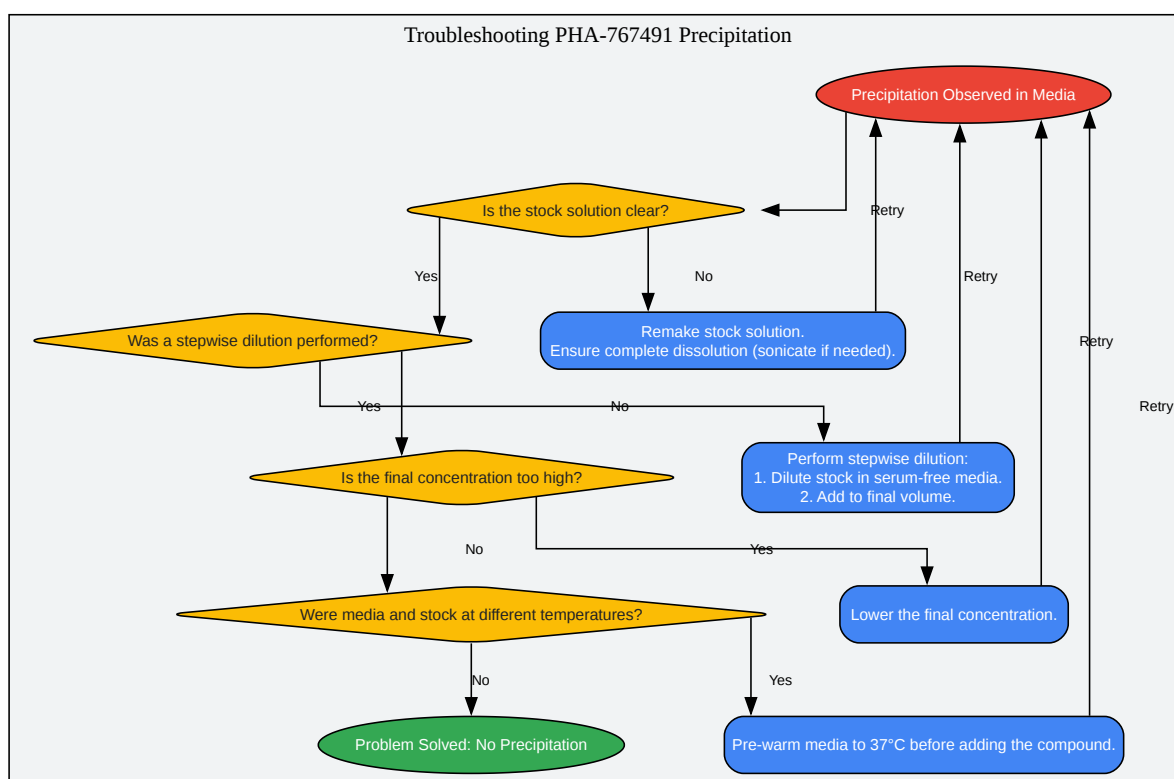 Troubleshooting PHA-767491 Precipitation
Precipitation Observed in Media
Is the stock solution clear?
Retry
Yes
No
Retry
Remake stock solution.
Ensure complete dissolution (sonicate if needed).
Was a stepwise dilution performed?
Retry
Yes
No
Retry
Perform stepwise dilution:
1. Dilute stock in serum-free media.
2. Add to final volume.
Is the final concentration too high?
No
Yes
Lower the final concentration.
Were media and stock at different temperatures?
No
Yes
Problem Solved: No Precipitation
Pre-warm media to 37°C before adding the compound.